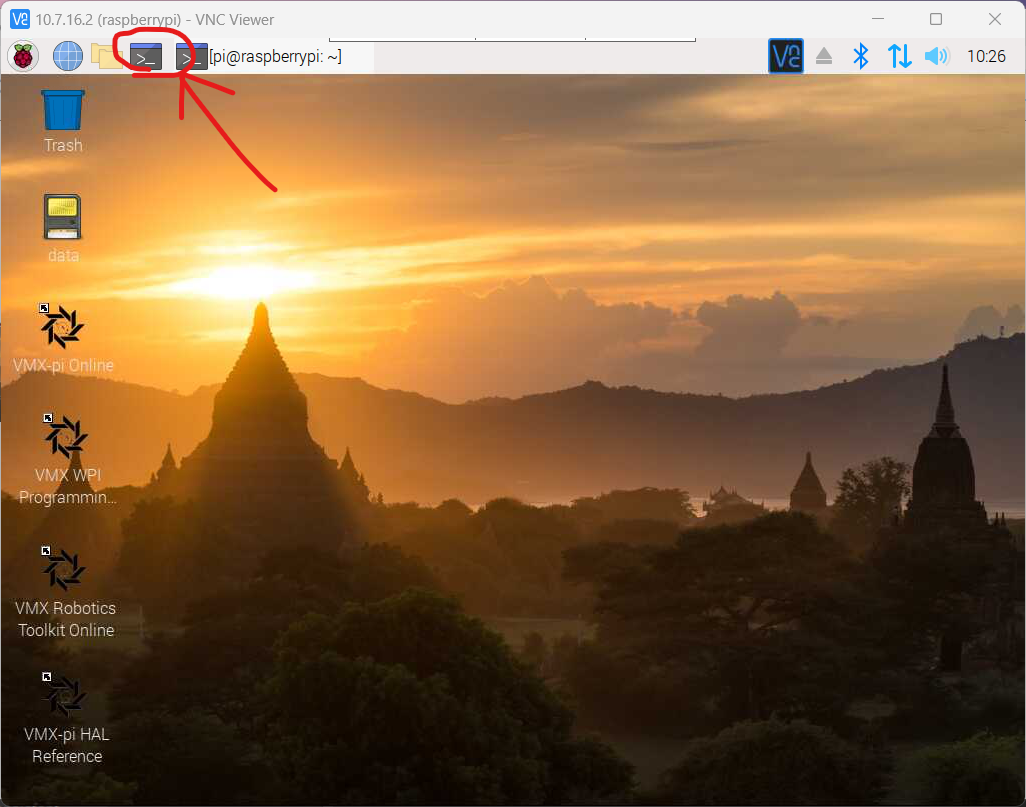 10.7.16.2 (raspberrypi) - VNC Viewer
[pi@raspberrypi: ~]
10:26
Trash
data
VMX-pi Online
VMX WPI
Programmin...
VMX Robotics
Toolkit Online
VMX-pi HAL
Reference